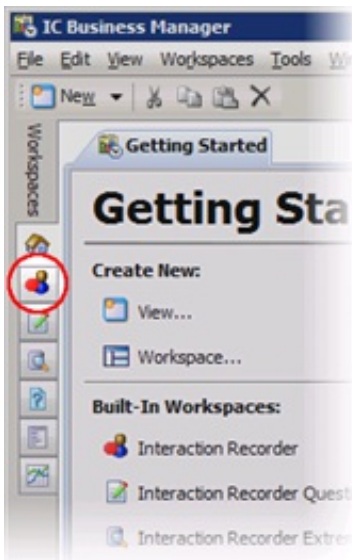 IC Business Manager
File Edit View Workspaces Tools
New
Workspaces
Getting Started
Getting Sta
Create New:
View...
Workspace...
Built-In Workspaces:
Interaction Recorder
Interaction Recorder Quest
Interaction Recorder Extre